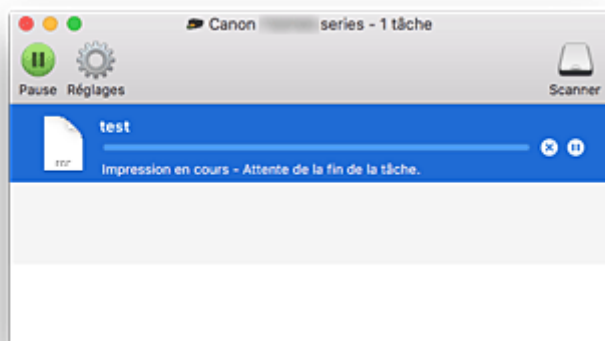 Canon series - 1 tâche
Pause Réglages Scanner
test
Impression en cours - Attente de la fin de la tâche.